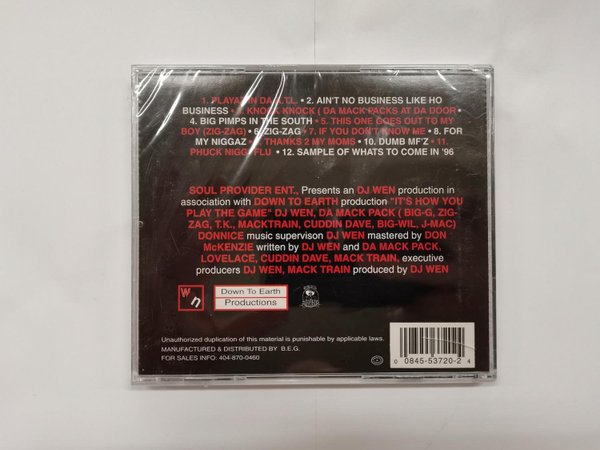 1. PLAYAZ IN DA A.T.L. • 2. AIN'T NO BUSINESS LIKE HO
BUSINESS • 3. KNOCK KNOCK ( DA MACK PACKS AT DA DOOR •
4. BIG PIMPS IN THE SOUTH • 5. THIS ONE GOES OUT TO MY
BOY (ZIG-ZAG) • 6. ZIG-ZAG • 7. IF YOU DON'T KNOW ME • 8. FOR
MY NIGGAZ • THANKS 2 MY MOMS • 10. DUMB MF'Z • 11.
PHUCK NIGGA FLU • 12. SAMPLE OF WHATS TO COME IN '96
SOUL PROVIDER ENT., Presents an DJ WEN production in
association with DOWN TO EARTH production "IT'S HOW YOU
PLAY THE GAME" DJ WEN, DA MACK PACK ( BIG-G, ZIG-
ZAG, T.K., MACKTRAIN, CUDDIN DAVE, BIG-WIL, J-MAC)
DONNICE music supervison DJ WEN mastered by DON
McKENZIE written by DJ WEN and DA MACK PACK,
LOVELACE, CUDDIN DAVE, MACK TRAIN, executive
producers DJ WEN, MACK TRAIN produced by DJ WEN
W n
Down To Earth
Productions
Unauthorized duplication of this material is punishable by applicable laws.
MANUFACTURED & DISTRIBUTED BY B.E.G.
FOR SALES INFO: 404-870-0460
0 0845-53720-2 4